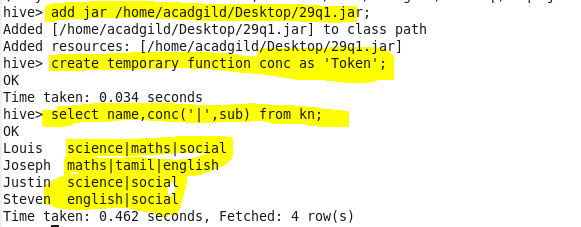 hive> add jar /home/acadgild/Desktop/29q1.jar;
Added [/home/acadgild/Desktop/29q1.jar] to class path
Added resources: [/home/acadgild/Desktop/29q1.jar]
hive> create temporary function conc as 'Token';
OK
Time taken: 0.034 seconds
hive> select name,conc('|',sub) from kn;
OK
Louis   science|maths|social
Joseph  maths|tamil|english
Justin  science|social
Steven  english|social
Time taken: 0.462 seconds, Fetched: 4 row(s)